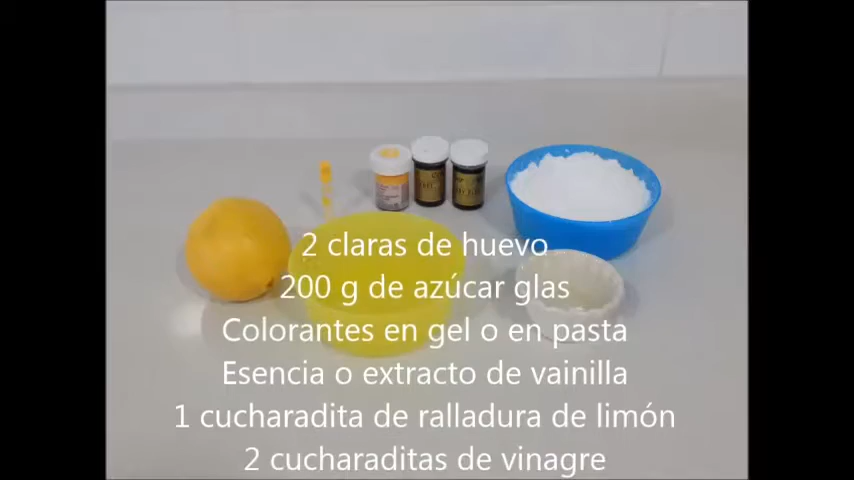 2 claras de huevo
200 g de azúcar glas
Colorantes en gel o en pasta
Esencia o extracto de vainilla
1 cucharadita de ralladura de limón
2 cucharaditas de vinagre